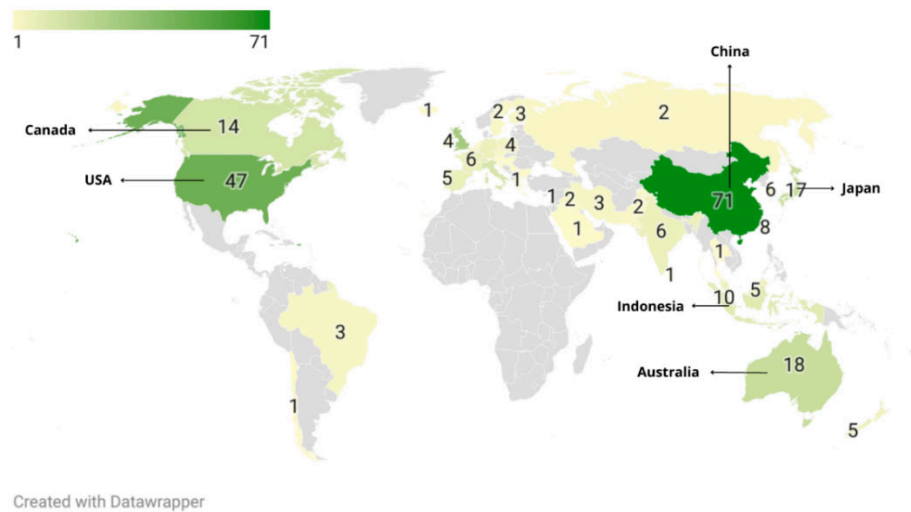 1 71
China
1 2 3 2
Canada 14
4 4
6
USA 47 5 1 6 17 Japan
1 2 3 2 71
1 6 8
1
1
10 5
Indonesia
3
18
Australia
1
5
Created with Datawrapper